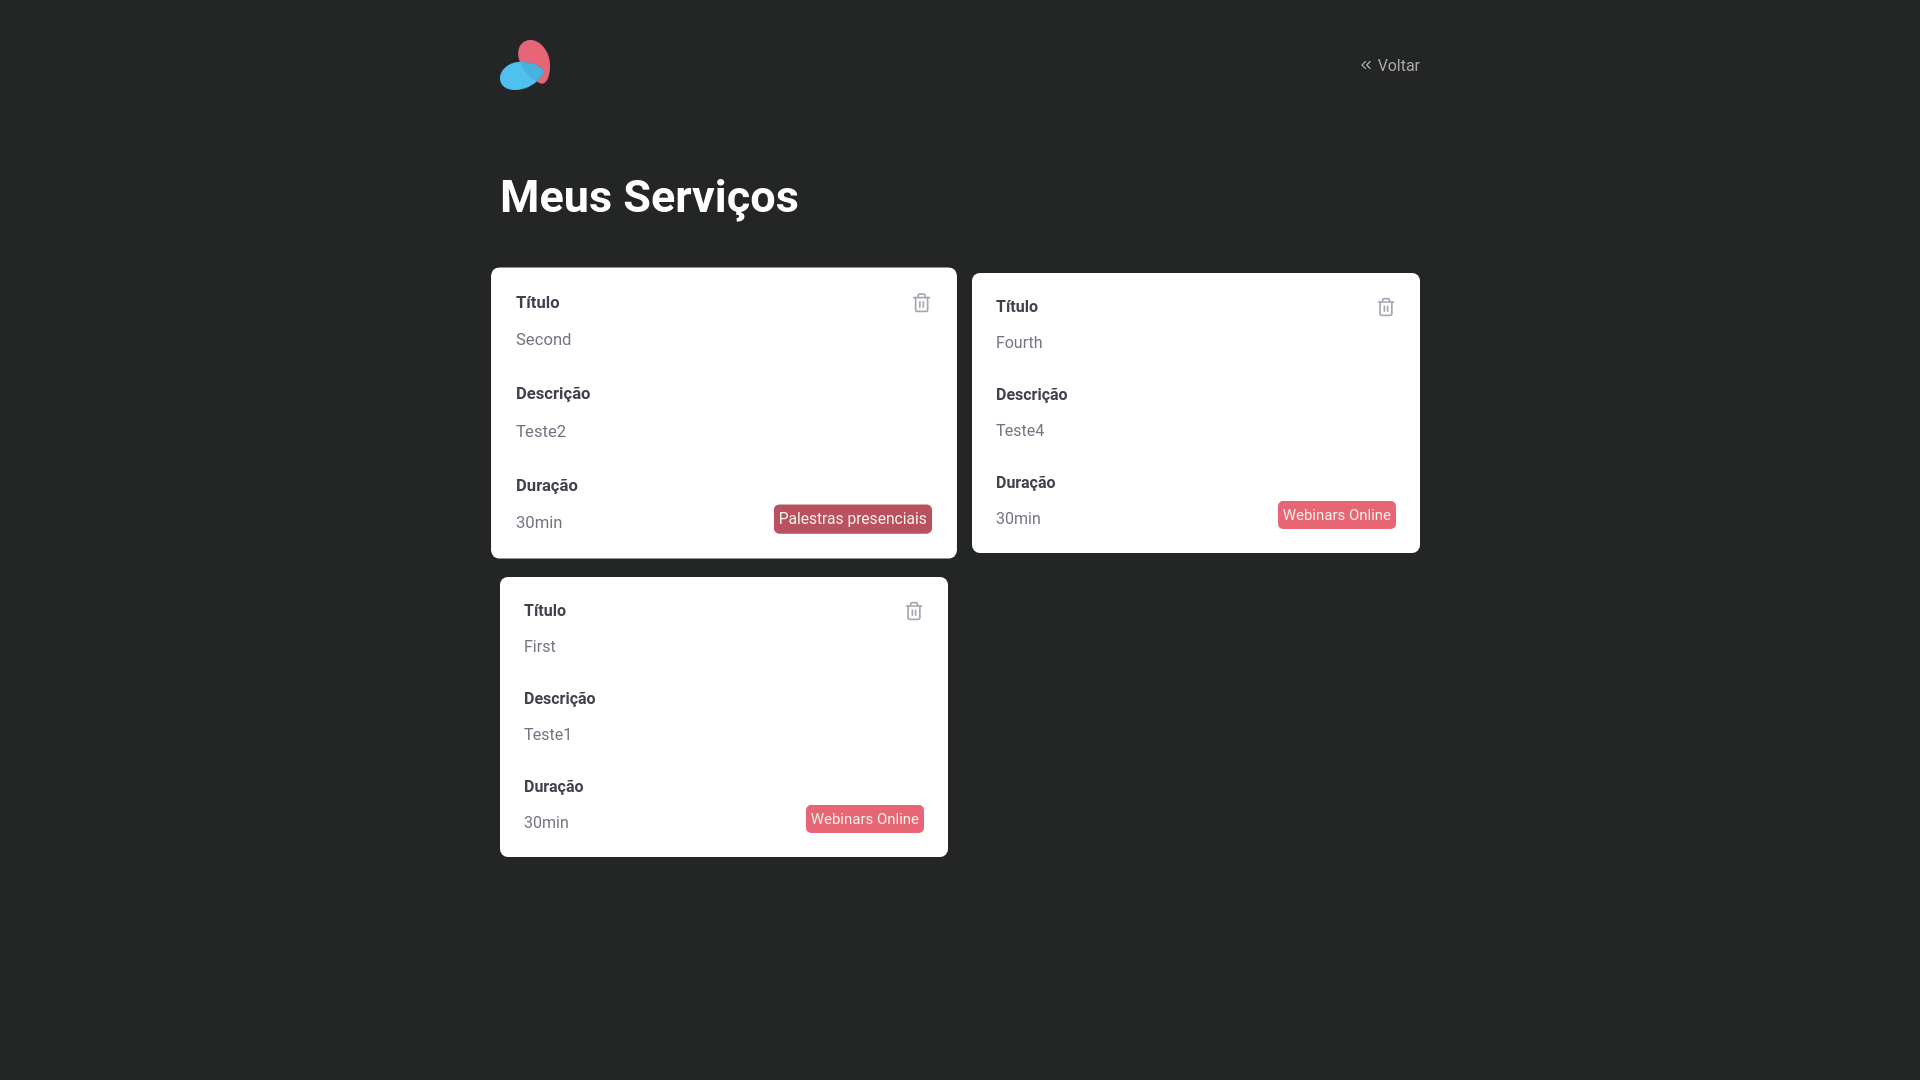 « Voltar
Meus Serviços
Título
Second
Descrição
Teste2
Duração
30min
Palestras presenciais
Título
Fourth
Descrição
Teste4
Duração
30min
Webinars Online
Título
First
Descrição
Teste1
Duração
30min
Webinars Online